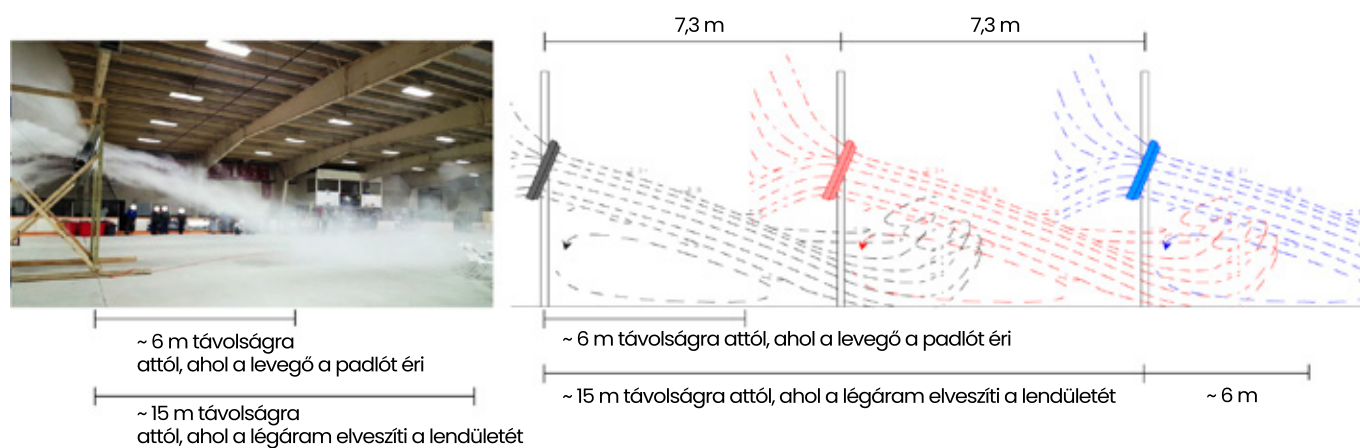 7,3 m
7,3 m
~ 6 m távolságra
attól, ahol a levegő a padlót éri
~ 15 m távolságra
attól, ahol a légáram elveszíti a lendületét
~ 6 m távolságra attól, ahol a levegő a padlót éri
~ 15 m távolságra attól, ahol a légáram elveszíti a lendületét
~ 6 m